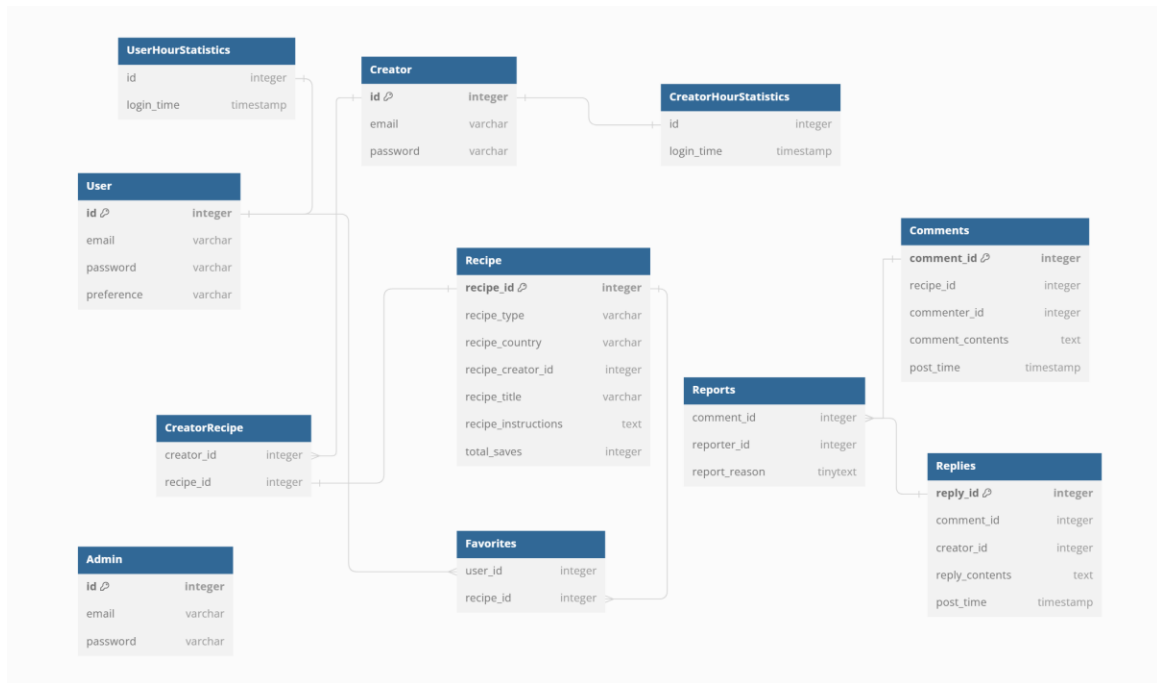 UserHourStatistics
id integer
login_time timestamp
Creator
id integer
email varchar
password varchar
CreatorHourStatistics
id integer
login_time timestamp
User
id integer
email varchar
password varchar
preference varchar
Recipe
recipe_id integer
recipe_type varchar
recipe_country varchar
recipe_creator_id integer
recipe_title varchar
recipe_instructions text
total_saves integer
Comments
comment_id integer
recipe_id integer
commenter_id integer
comment_contents text
post_time timestamp
Reports
comment_id integer
reporter_id integer
report_reason tinytext
CreatorRecipe
creator_id integer
recipe_id integer
Replies
reply_id integer
comment_id integer
creator_id integer
reply_contents text
post_time timestamp
Admin
id integer
email varchar
password varchar
Favorites
user_id integer
recipe_id integer